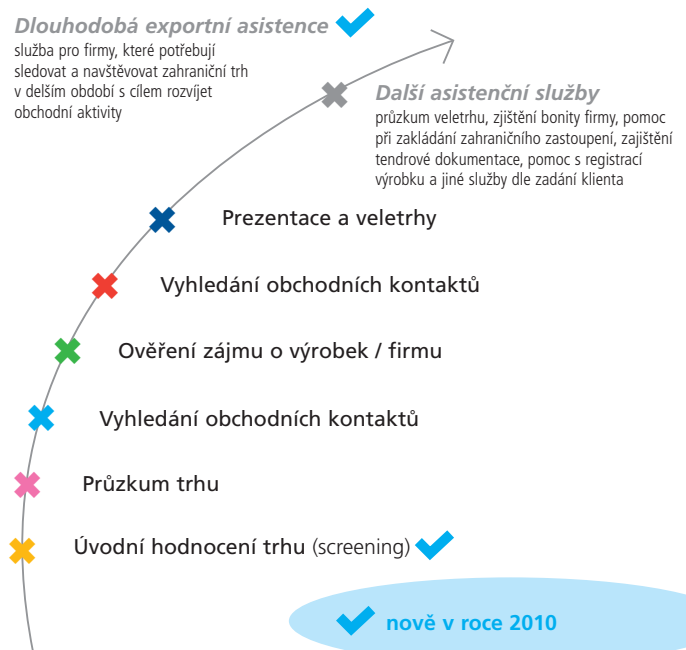 Dlouhodobá exportní asistence
služba pro firmy, které potřebují
sledovat a navštěvovat zahraniční trh
v delším období s cílem rozvíjet
obchodní aktivity
Další asistenční služby
průzkum veletrhu, zjištění bonity firmy, pomoc
při zakládání zahraničního zastoupení, zajištění
tendrové dokumentace, pomoc s registrací
výrobku a jiné služby dle zadání klienta
Prezentace a veletrhy
Vyhledání obchodních kontaktů
Ověření zájmu o výrobek / firmu
Vyhledání obchodních kontaktů
Průzkum trhu
Úvodní hodnocení trhu (screening)
nově v roce 2010